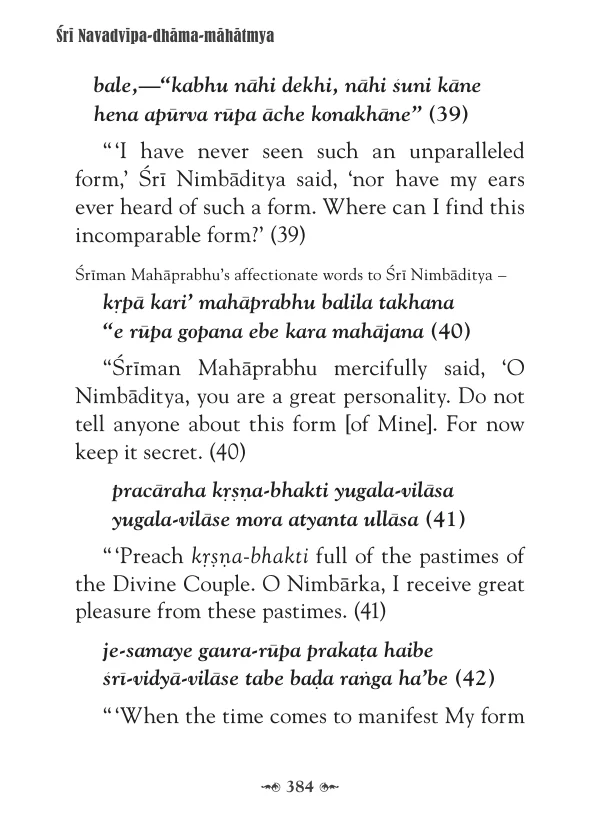 Śrī Navadvīpa-dhāma-māhātmya
bale,—“kabhu nāhi dekhi, nāhi śuni kāne
hena apūrva rūpa āche konakhāne” (39)
“‘I have never seen such an unparalleled
form,’ Śrī Nimbāditya said, ‘nor have my ears
ever heard of such a form. Where can I find this
incomparable form?’ (39)
Śrīman Mahāprabhu’s affectionate words to Śrī Nimbāditya –
kṛpā kari’ mahāprabhu balila takhana
“e rūpa gopana ebe kara mahājana (40)
“Śrīman Mahāprabhu mercifully said, ‘O
Nimbāditya, you are a great personality. Do not
tell anyone about this form [of Mine]. For now
keep it secret. (40)
pracāraha kṛṣṇa-bhakti yugala-vilāsa
yugala-vilāse mora atyanta ullāsa (41)
“‘Preach kṛṣṇa-bhakti full of the pastimes of
the Divine Couple. O Nimbārka, I receive great
pleasure from these pastimes. (41)
je-samaye gaura-rūpa prakaṭa haibe
śrī-vidyā-vilāse tabe baḍa raṅga ha’be (42)
“‘When the time comes to manifest My form
384